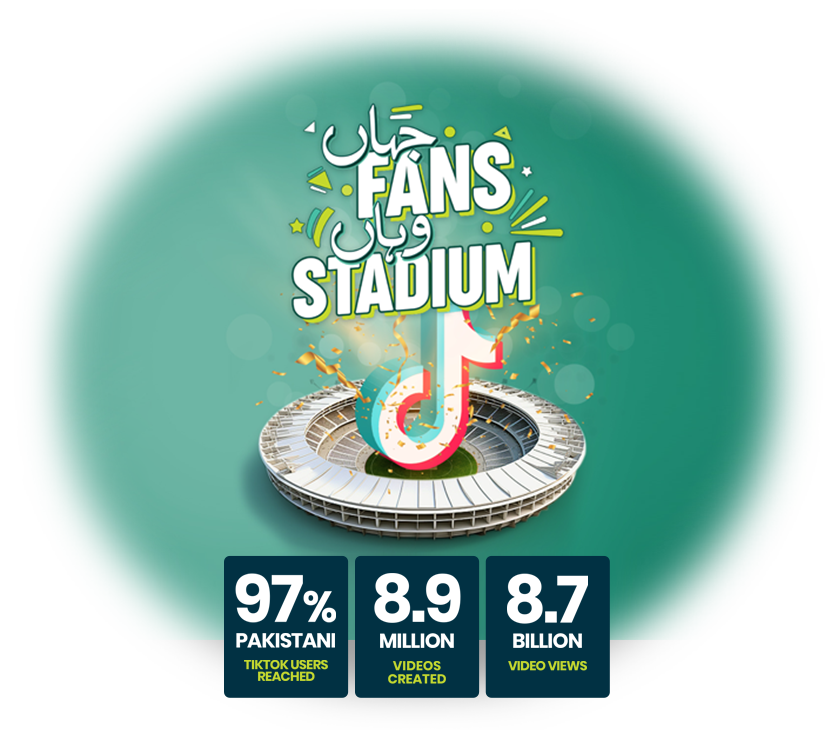 جہاں
FANS
وہاں
STADIUM
97%
PAKISTANI
TIKTOK USERS
REACHED
8.9
MILLION
VIDEOS
CREATED
8.7
BILLION
VIDEO VIEWS